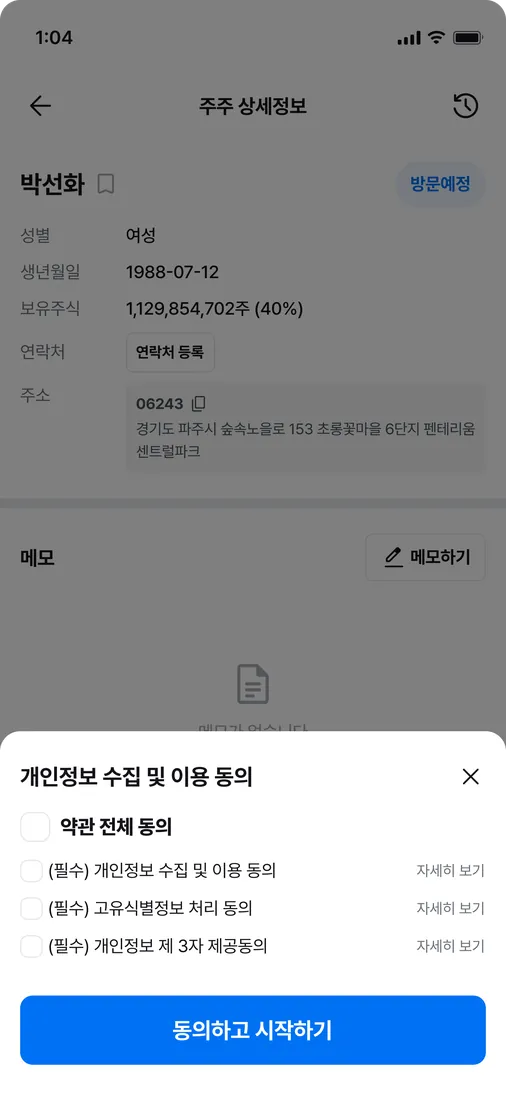 1:04
주주 상세정보
박선화
방문예정
성별 여성
생년월일 1988-07-12
보유주식 1,129,854,702주 (40%)
연락처 연락처 등록
주소 06243
경기도 파주시 숲속노을로 153 초롱꽃마을 6단지 펜테리움
센트럴파크
메모
메모하기
메모가 없습니다
개인정보 수집 및 이용 동의
약관 전체 동의
(필수) 개인정보 수집 및 이용 동의 자세히 보기
(필수) 고유식별정보 처리 동의 자세히 보기
(필수) 개인정보 제 3자 제공동의 자세히 보기
동의하고 시작하기